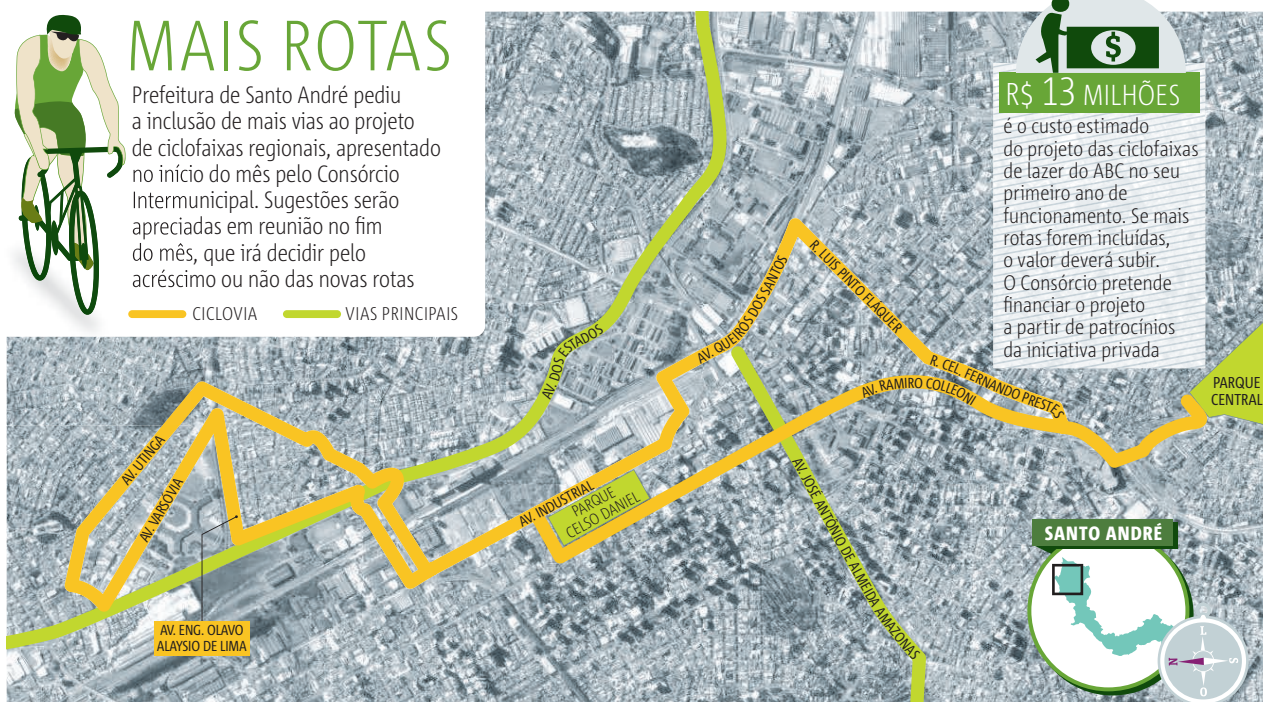 MAIS ROTAS
Prefeitura de Santo André pediu
a inclusão de mais vias ao projeto
de ciclofaixas regionais, apresentado
no início do mês pelo Consórcio
Intermunicipal. Sugestões serão
apreciadas em reunião no fim
do mês, que irá decidir pelo
acréscimo ou não das novas rotas
CICLOVIA
VIAS PRINCIPAIS
$
R$ 13 MILHÕES
é o custo estimado
do projeto das ciclofaixas
de lazer do ABC no seu
primeiro ano de
funcionamento. Se mais
rotas forem incluídas,
o valor deverá subir.
O Consórcio pretende
financiar o projeto
a partir de patrocínios
da iniciativa privada
AV. UTINGA
AV. VARSOVIA
AV. ENG. OLAVO
ALAYSIO DE LIMA
AV. DOS ESTADOS
AV. INDUSTRIAL
PARQUE
CELSO DANIEL
AV. QUEIROS DOS SANTOS
R. LUIS PINTO FLAQUER
R. CEL. FERNANDO PRESTES
AV. RAMIRO COLLEONI
AV. JOSÉ ANTÔNIO DE ALMEIDA AMAZONAS
PARQUE
CENTRAL
SANTO ANDRÉ
L
N
S
O